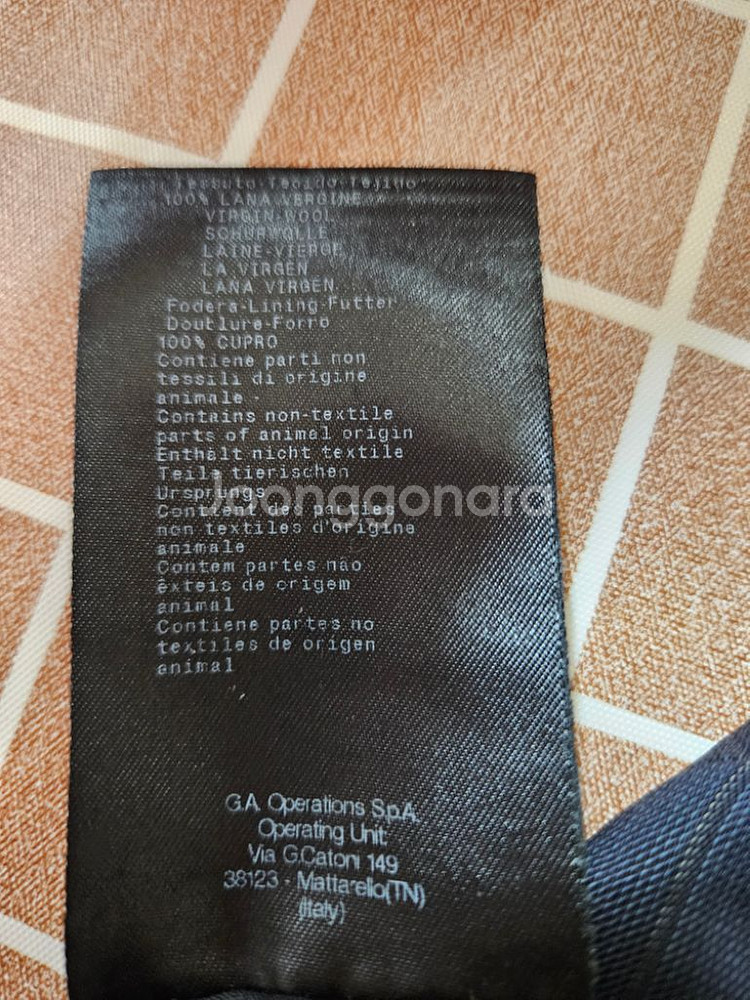 Tessuto Tecido Tejido
100% LANA VERGINE
VIRGIN WOOL
SCHURWOLLE
LAINE-VIERGE
LA VIRGEN
LANA VIRGEN
Fodera-Lining-Futter
Doublure-Forro
100% CUPRO
Contiene parti non
tessili di origine
animale -
Contains non-textile
parts of animal origin
Enthält nicht textile
Teile tierischen
Ursprungs
Joonggonara
Contient des parties
non textiles d'origine
animale
Contem partes não
êxteis de origem
animal
Contiene partes no
textiles de origen
animal
G.A. Operations S.p.A.
Operating Unit:
Via G.Catoni 149
38123 - Mattarello(TN)
(Italy)